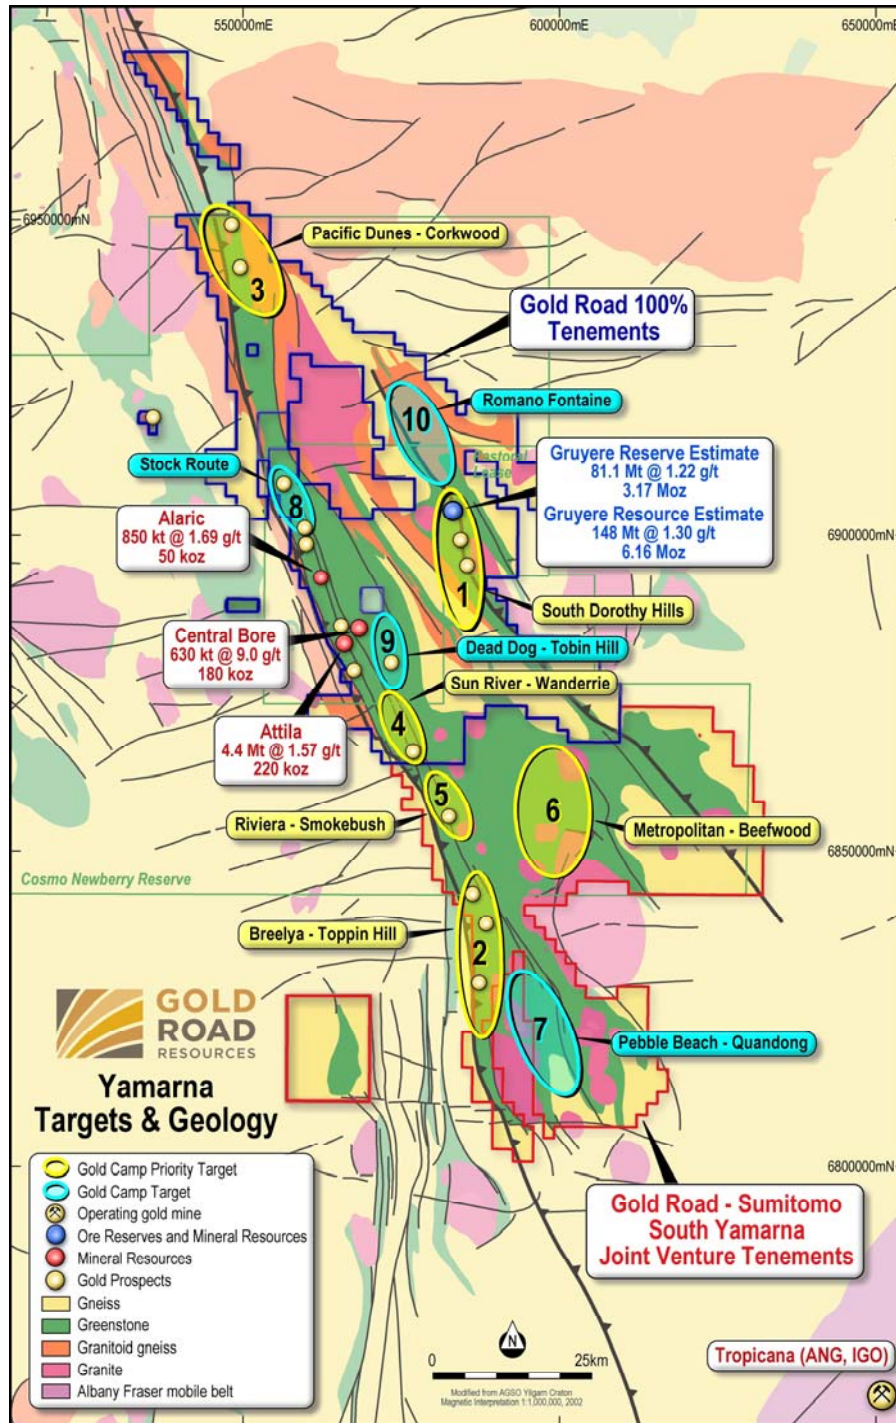 550000mE
600000mE
650000mE
6950000mN
Pacific Dunes - Corkwood
3
Gold Road 100%
Tenements
10
Romano Fontaine
Pastoral
Lease
Stock Route
Gruyere Reserve Estimate
81.1 Mt @ 1.22 g/t
3.17 Moz
Gruyere Resource Estimate
148 Mt @ 1.30 g/t
6.16 Moz
8
Alaric
850 kt @ 1.69 g/t
50 koz
6900000mN
1
South Dorothy Hills
Central Bore
630 kt @ 9.0 g/t
180 koz
9
Dead Dog - Tobin Hill
Sun River - Wanderrie
4
Attila
4.4 Mt @ 1.57 g/t
220 koz
5
6
Riviera - Smokebush
Metropolitan - Beefwood
6850000mN
Cosmo Newberry Reserve
Breelya - Toppin Hill
2
GOLD
ROAD
RESOURCES
7
Pebble Beach - Quandong
Yamarna
Targets & Geology
6800000mN
Gold Camp Priority Target
Gold Camp Target
Operating gold mine
Ore Reserves and Mineral Resources
Mineral Resources
Gold Prospects
Gneiss
Greenstone
Granitoid gneiss
Granite
Albany Fraser mobile belt
Gold Road - Sumitomo
South Yamarna
Joint Venture Tenements
N
0
25km
Modified from AGSO Yilgarn Craton
Magnetic Interpretation 1:1,000,000, 2002
Tropicana (ANG, IGO)